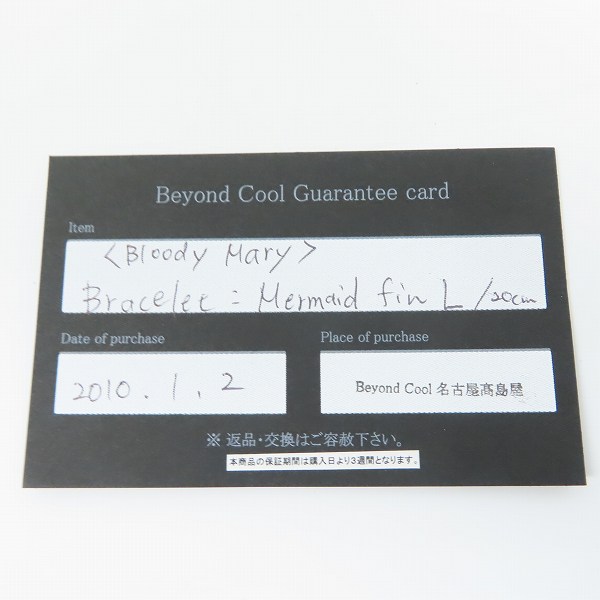 Beyond Cool Guarantee card
Item
<Bloody Mary>
Bracelee : Mermaid fin L /20cm
Date of purchase
Place of purchase
2010.1.2
Beyond Cool 名古屋髙島屋
※ 返品・交換はご容赦下さい。
本商品の保証期間は購入日より3週間となります。